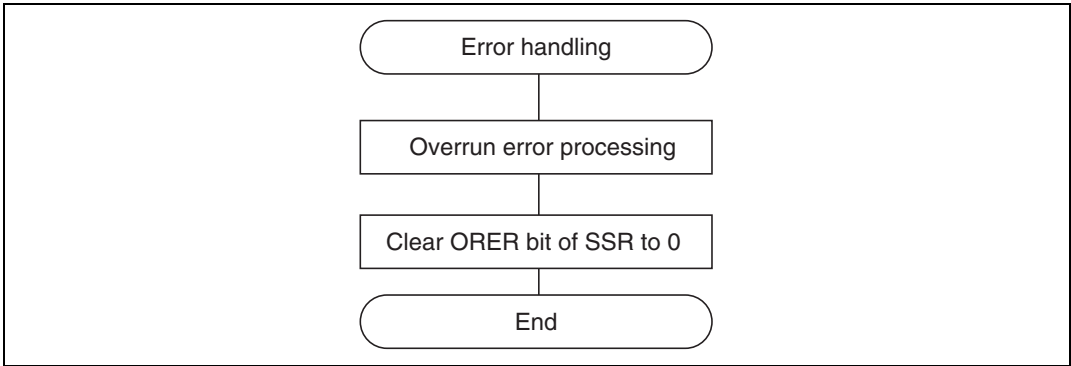 Error handling
Overrun error processing
Clear ORER bit of SSR to 0
End